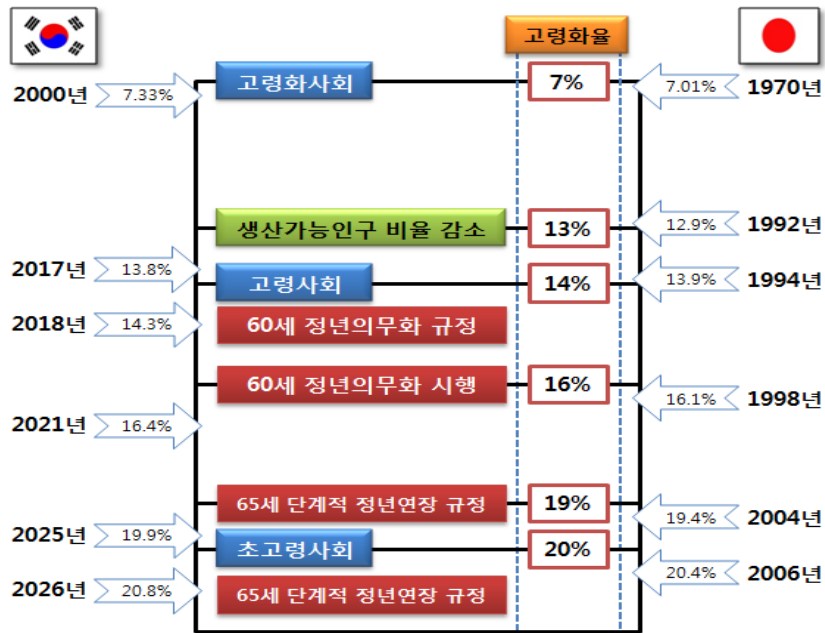 고령화율
2000년 7.33% 고령화사회 7% 7.01% 1970년
생산가능인구 비율 감소 13% 12.9% 1992년
2017년 13.8% 고령사회 14% 13.9% 1994년
2018년 14.3% 60세 정년의무화 규정
60세 정년의무화 시행 16% 16.1% 1998년
2021년 16.4%
65세 단계적 정년연장 규정 19% 19.4% 2004년
2025년 19.9% 초고령사회 20% 20.4% 2006년
2026년 20.8% 65세 단계적 정년연장 규정